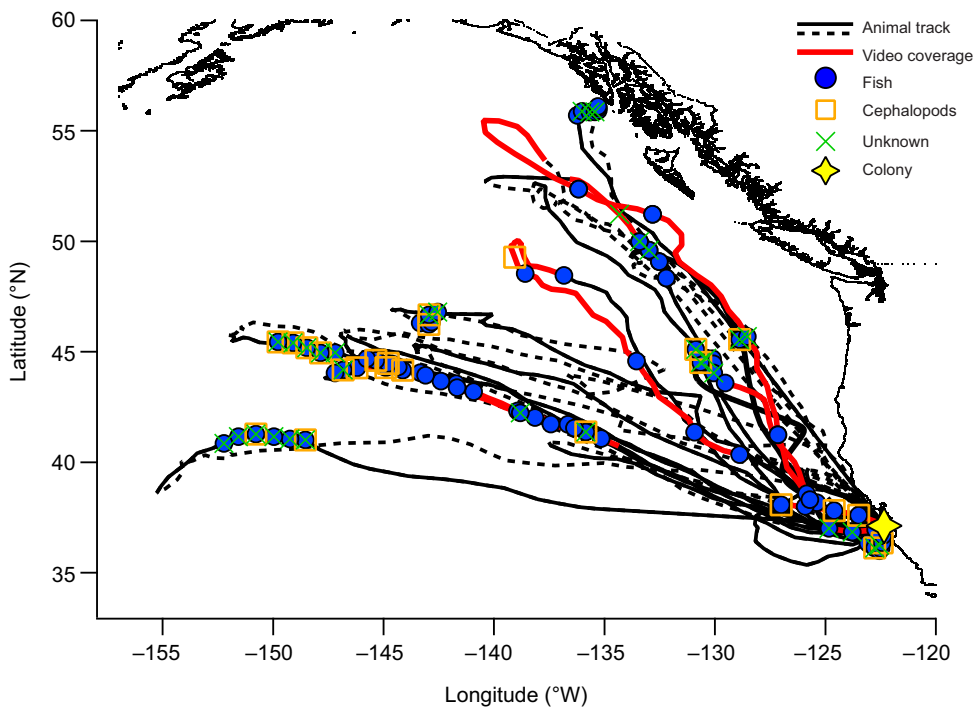 60
55
50
45
40
35
Latitude (°N)
–155
–150
–145
–140
–135
–130
–125
–120
Longitude (°W)
Animal track
Video coverage
Fish
Cephalopods
Unknown
Colony